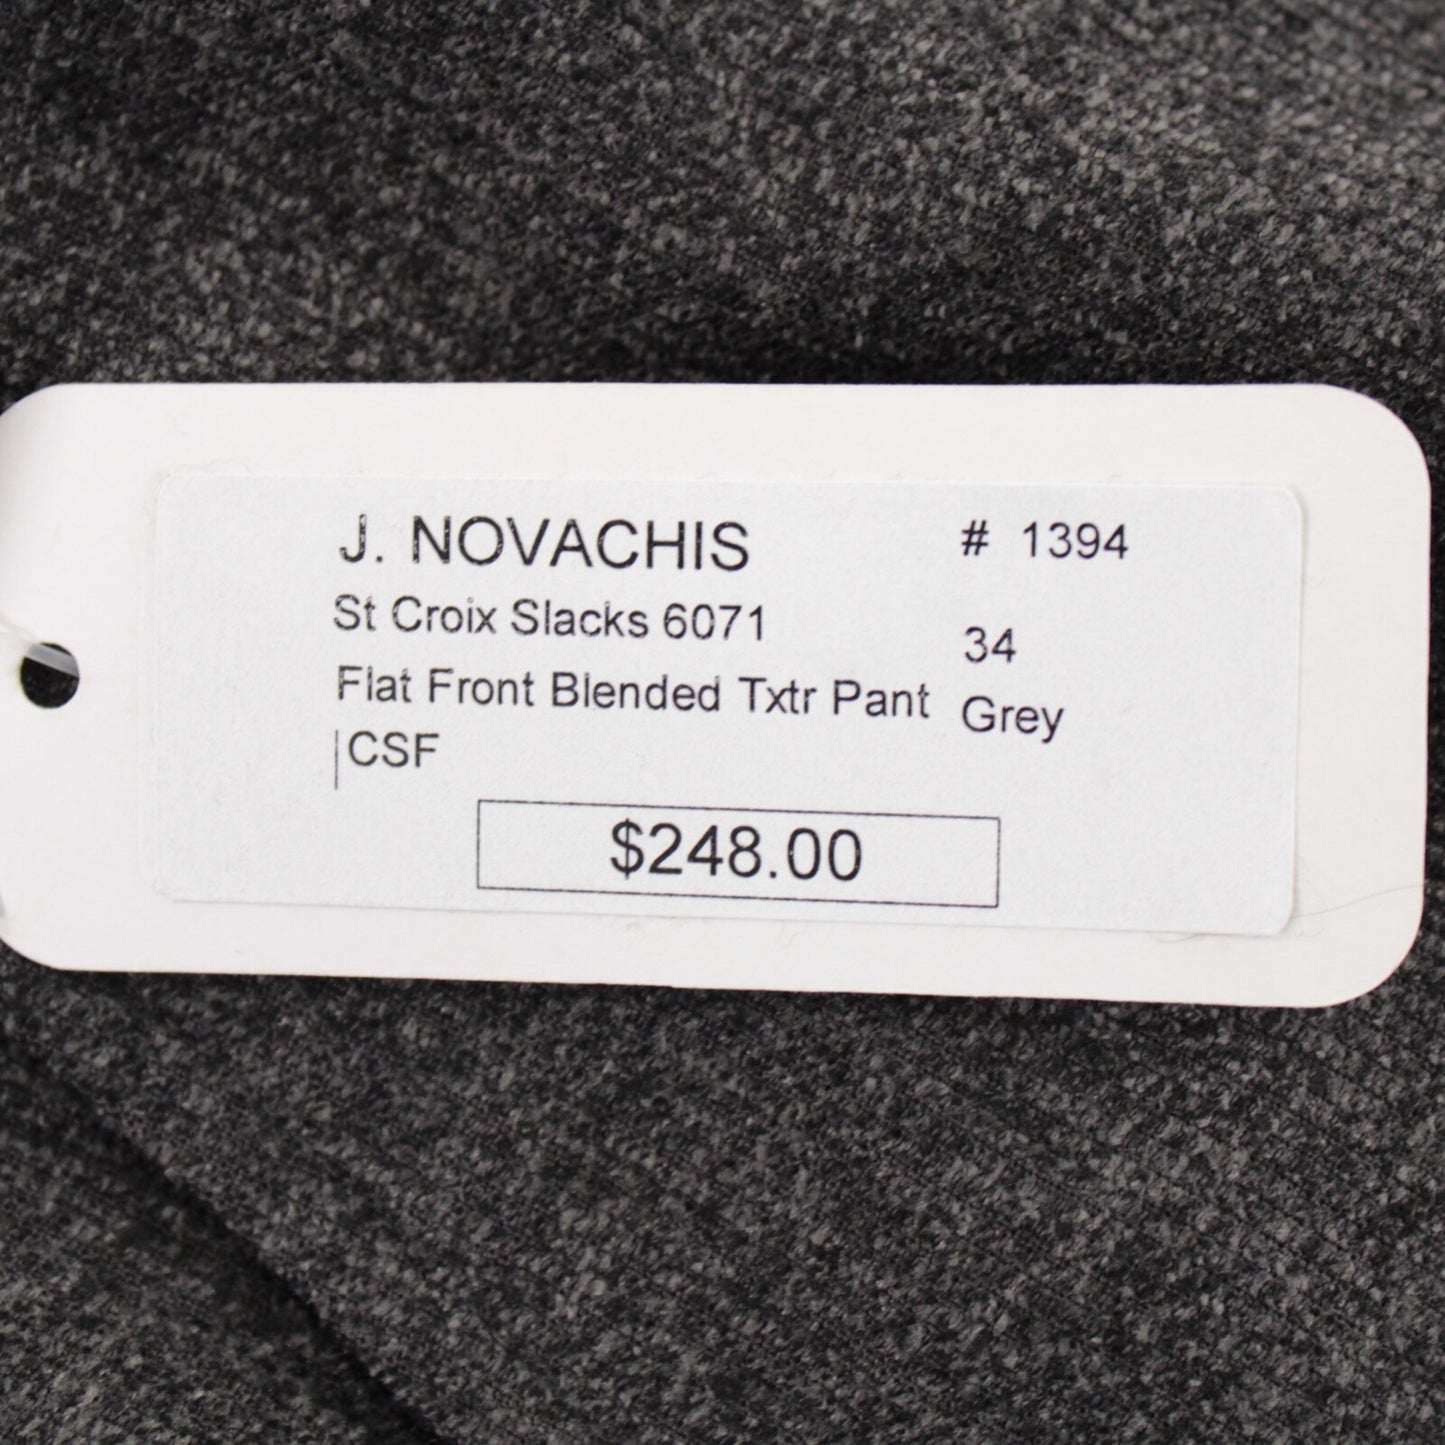 J. NOVACHIS # 1394
St Croix Slacks 6071
34
Flat Front Blended Txtr Pant Grey
|CSF
$248.00